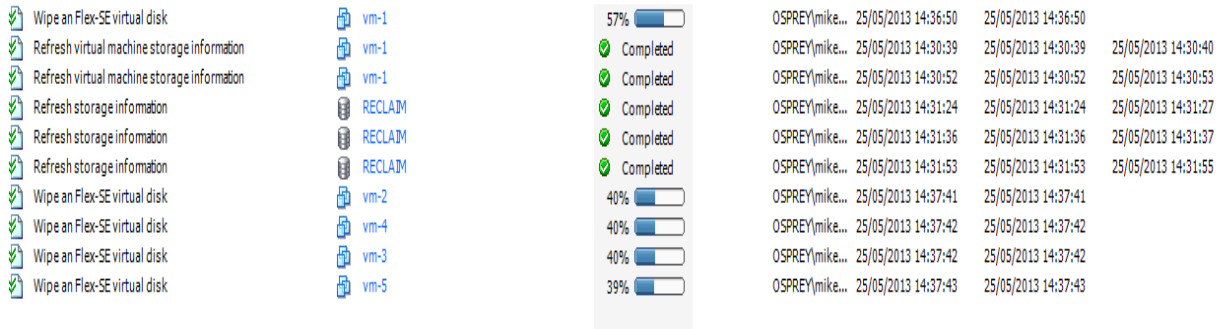 Wipe an Flex-SE virtual disk vm-1 57% OSPREY\mike... 25/05/2013 14:36:50 25/05/2013 14:36:50
Refresh virtual machine storage information vm-1 Completed OSPREY\mike... 25/05/2013 14:30:39 25/05/2013 14:30:39 25/05/2013 14:30:40
Refresh virtual machine storage information vm-1 Completed OSPREY\mike... 25/05/2013 14:30:52 25/05/2013 14:30:52 25/05/2013 14:30:53
Refresh storage information RECLAIM Completed OSPREY\mike... 25/05/2013 14:31:24 25/05/2013 14:31:24 25/05/2013 14:31:27
Refresh storage information RECLAIM Completed OSPREY\mike... 25/05/2013 14:31:36 25/05/2013 14:31:36 25/05/2013 14:31:37
Refresh storage information RECLAIM Completed OSPREY\mike... 25/05/2013 14:31:53 25/05/2013 14:31:53 25/05/2013 14:31:55
Wipe an Flex-SE virtual disk vm-2 40% OSPREY\mike... 25/05/2013 14:37:41 25/05/2013 14:37:41
Wipe an Flex-SE virtual disk vm-4 40% OSPREY\mike... 25/05/2013 14:37:42 25/05/2013 14:37:42
Wipe an Flex-SE virtual disk vm-3 40% OSPREY\mike... 25/05/2013 14:37:42 25/05/2013 14:37:42
Wipe an Flex-SE virtual disk vm-5 39% OSPREY\mike... 25/05/2013 14:37:43 25/05/2013 14:37:43